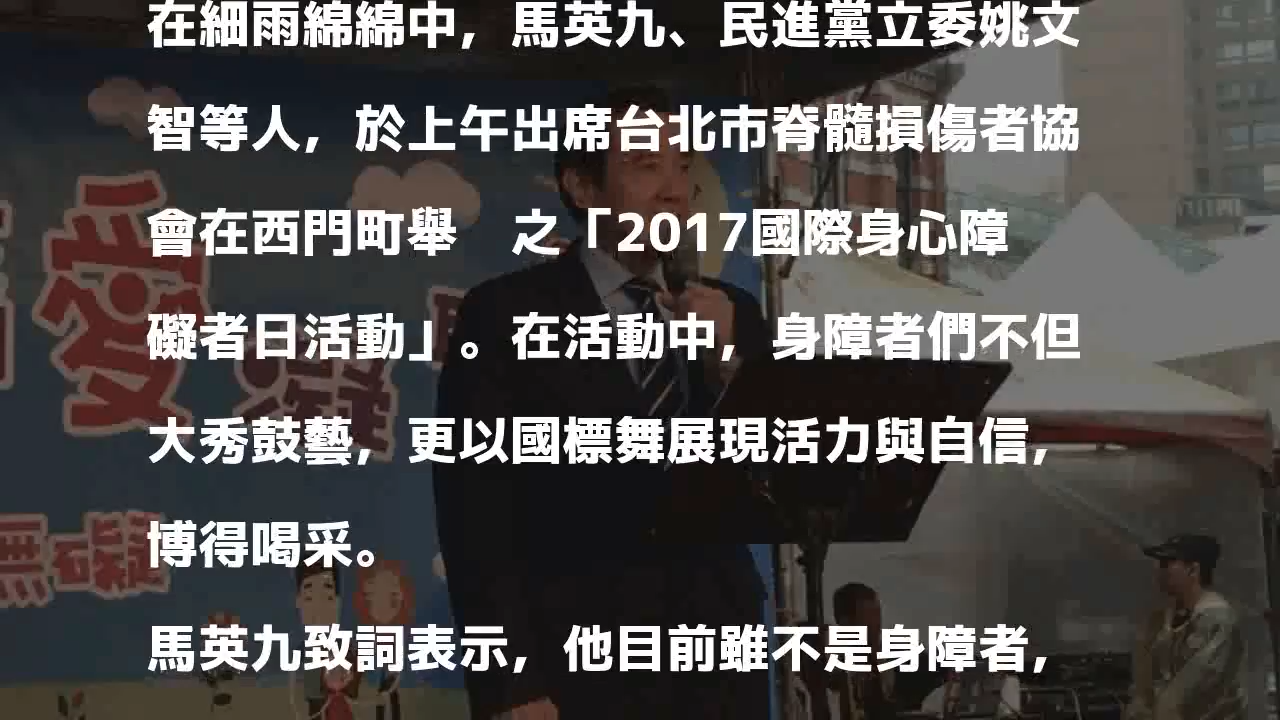 在細雨綿綿中，馬英九、民進黨立委姚文
智等人，於上午出席台北市脊髓損傷者協
會在西門町舉　之「2017國際身心障
礙者日活動」。在活動中，身障者們不但
大秀鼓藝，更以國標舞展現活力與自信，
博得喝采。
馬英九致詞表示，他目前雖不是身障者，
愛
礙
無礙